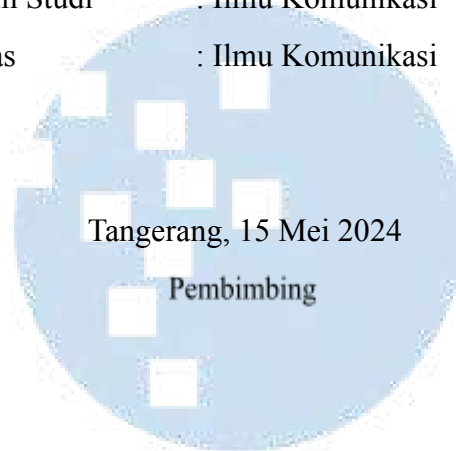 Studi : Ilmu Komunikasi
: Ilmu Komunikasi
Tangerang, 15 Mei 2024
Pembimbing